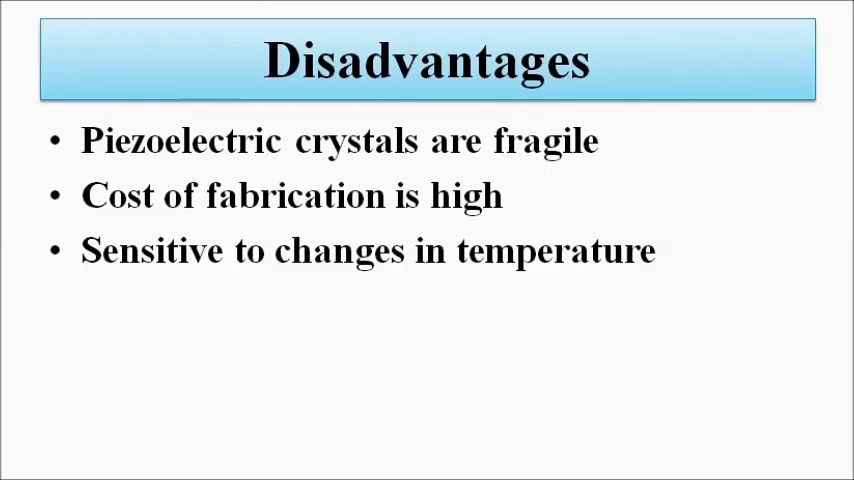 Disadvantages
• Piezoelectric crystals are fragile
• Cost of fabrication is high
• Sensitive to changes in temperature